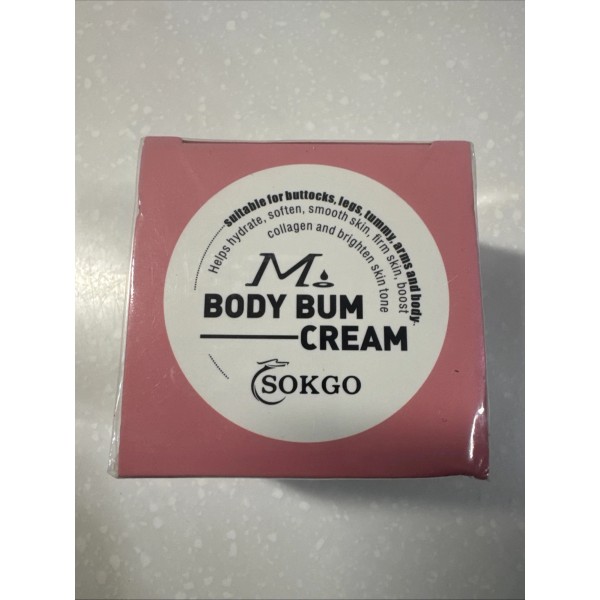 suitable for buttocks, legs, tummy, arms and body
Helps hydrate, soften, smooth skin, firm skin, boost
collagen and brighten skin tone
M.
BODY BUM
CREAM
SOKGO